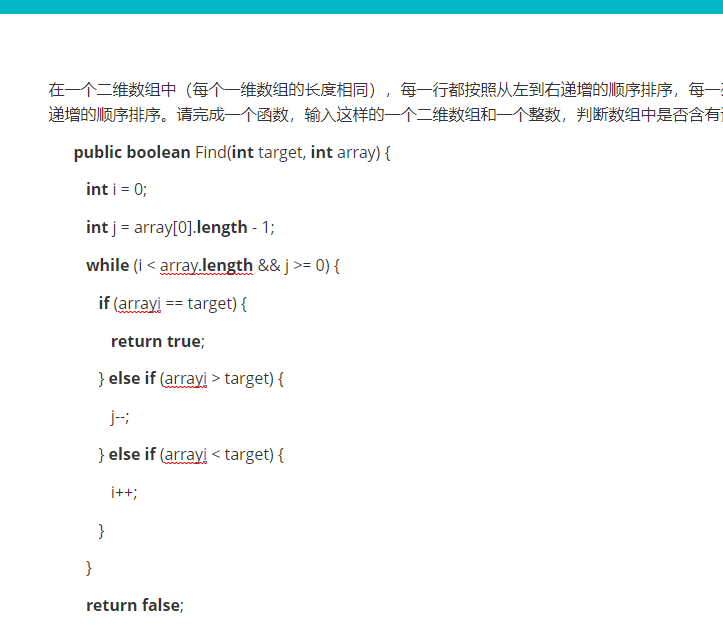 在一个二维数组中（每个一维数组的长度相同），每一行都按照从左到右递增的顺序排序，每一
递增的顺序排序。请完成一个函数，输入这样的一个二维数组和一个整数，判断数组中是否含有
public boolean Find(int target, int array) {
int i = 0;
int j = array[0].length - 1;
while (i < array.length && j >= 0) {
if (arrayi == target) {
return true;
} else if (arrayi > target) {
j--;
} else if (arrayi < target) {
i++;
}
}
return false;